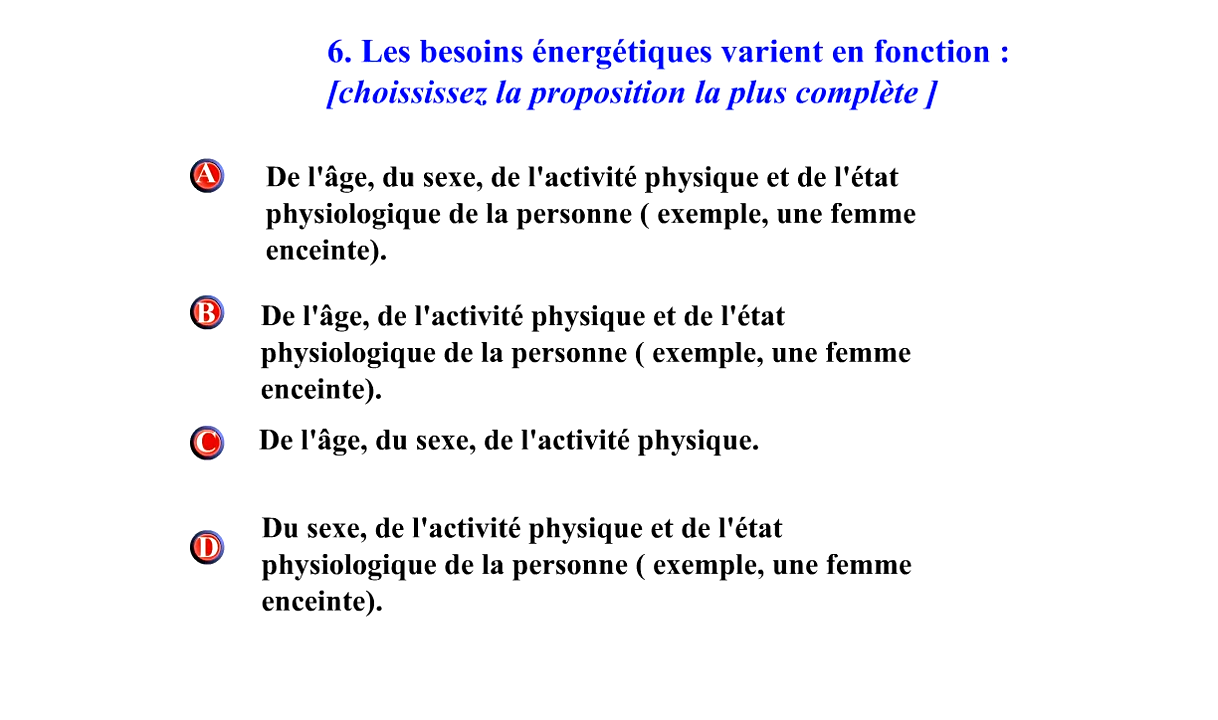 6. Les besoins énergétiques varient en fonction :
[choississez la proposition la plus complète ]
A De l'âge, du sexe, de l'activité physique et de l'état
physiologique de la personne ( exemple, une femme
enceinte).
B De l'âge, de l'activité physique et de l'état
physiologique de la personne ( exemple, une femme
enceinte).
C De l'âge, du sexe, de l'activité physique.
D Du sexe, de l'activité physique et de l'état
physiologique de la personne ( exemple, une femme
enceinte).